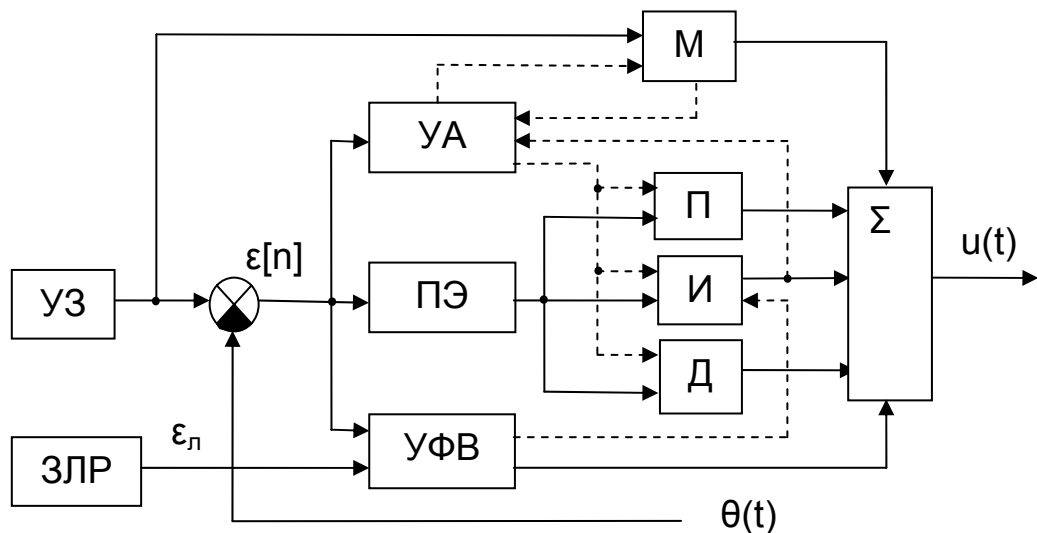 М
УА
П
Σ
ε[n]
u(t)
УЗ
ПЭ
И
Д
εл
УФВ
ЗЛР
θ(t)